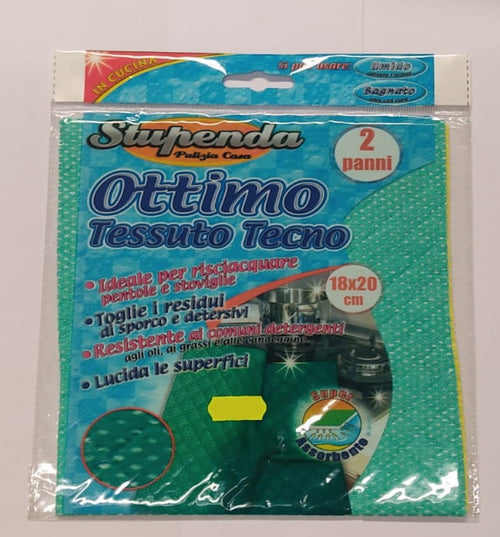 IN CUCINA
Si può usare:
Umido
Bagnato
Stupenda
Pulizia Casa
2
panni
Ottimo
Tessuto Tecno
• Ideale per risciacquare
pentole e stoviglie
18x20
cm
• Toglie i residui
di sporco e detersivi
• Resistente ai comuni detergenti
agli oli, ai grassi e alle candeggine...
• Lucida le superfici
Super
Assorbente